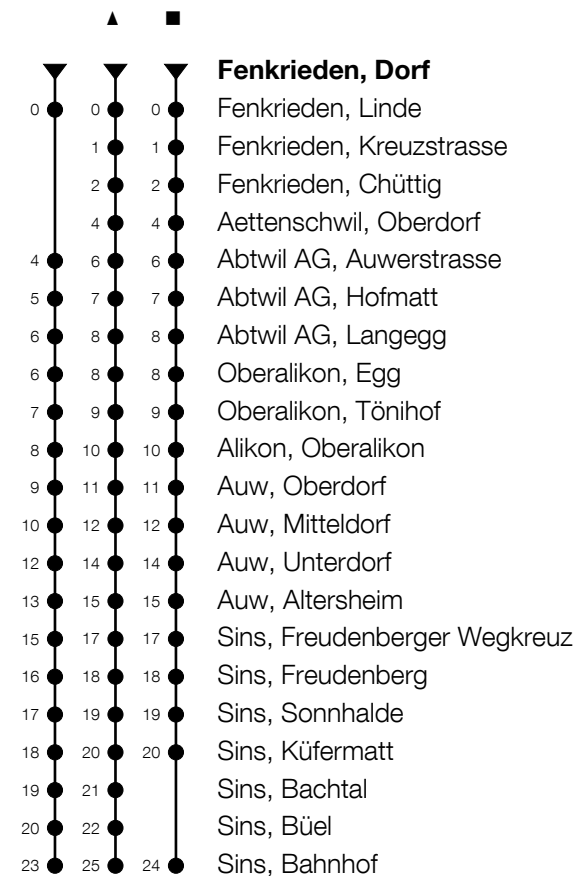 ▲ ■
Fenkrieden, Dorf
0 0 0 Fenkrieden, Linde
1 1 Fenkrieden, Kreuzstrasse
2 2 Fenkrieden, Chüttig
4 4 Aettenschwil, Oberdorf
4 6 6 Abtwil AG, Auwerstrasse
5 7 7 Abtwil AG, Hofmatt
6 8 8 Abtwil AG, Langegg
6 8 8 Oberalikon, Egg
7 9 9 Oberalikon, Tönihof
8 10 10 Alikon, Oberalikon
9 11 11 Auw, Oberdorf
10 12 12 Auw, Mitteldorf
12 14 14 Auw, Unterdorf
13 15 15 Auw, Altersheim
15 17 17 Sins, Freudenberger Wegkreuz
16 18 18 Sins, Freudenberg
17 19 19 Sins, Sonnhalde
18 20 20 Sins, Küfermatt
19 21 Sins, Bachtal
20 22 Sins, Büel
23 25 24 Sins, Bahnhof